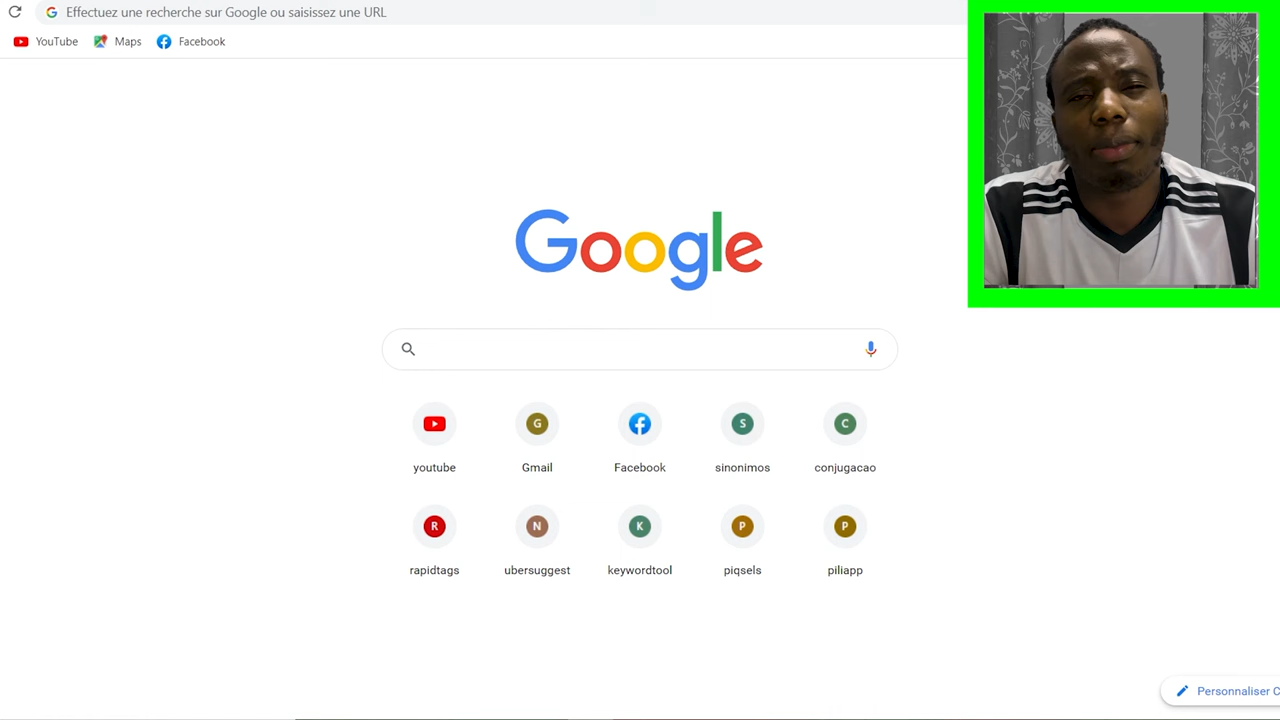 Effectuez une recherche sur Google ou saisissez une URL
YouTube Maps Facebook
Google
youtube Gmail Facebook sinonimos conjugacao
G S C
R N K P P
rapidtags ubersuggest keywordtool piqsels piliapp
Personnaliser C